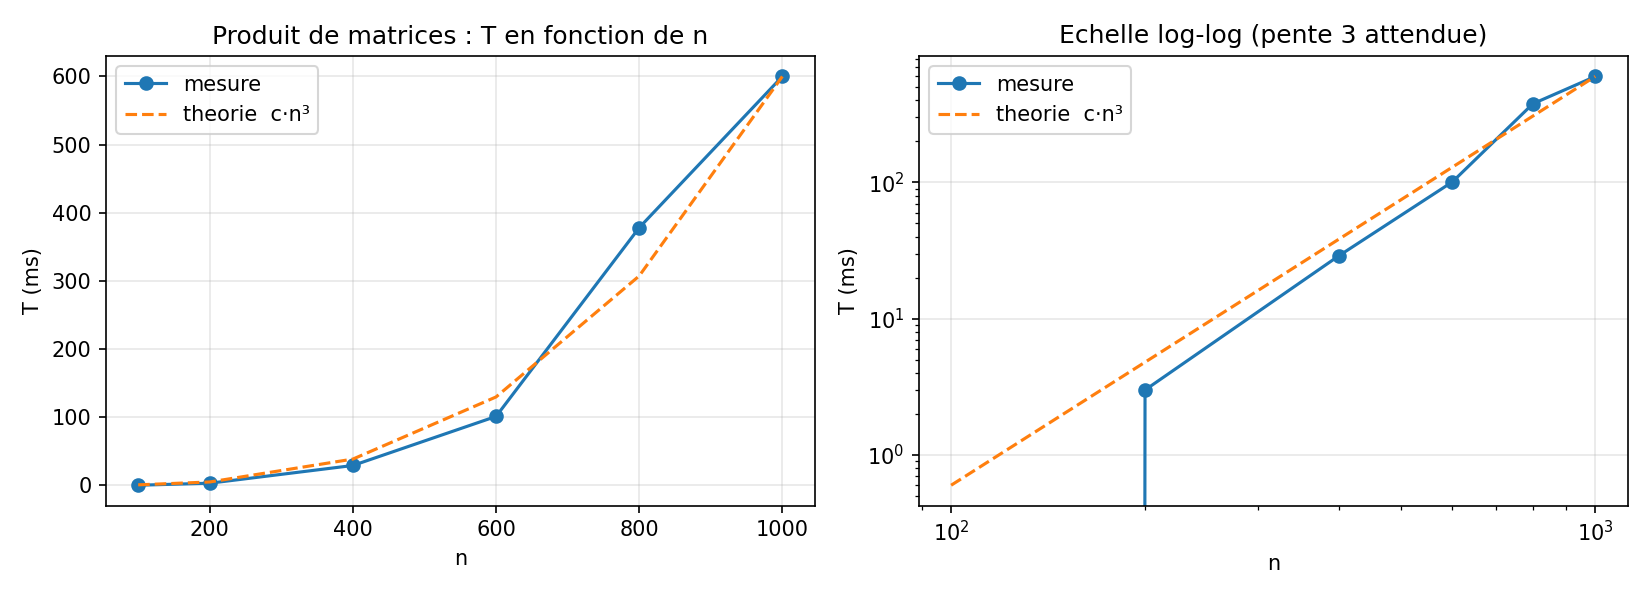 Produit de matrices : T en fonction de n
mesure
theorie c·n³
600
500
400
300
200
100
0
T (ms)
200 400 600 800 1000
n
Echelle log-log (pente 3 attendue)
mesure
theorie c·n³
10²
10¹
10⁰
T (ms)
10² 10³
n